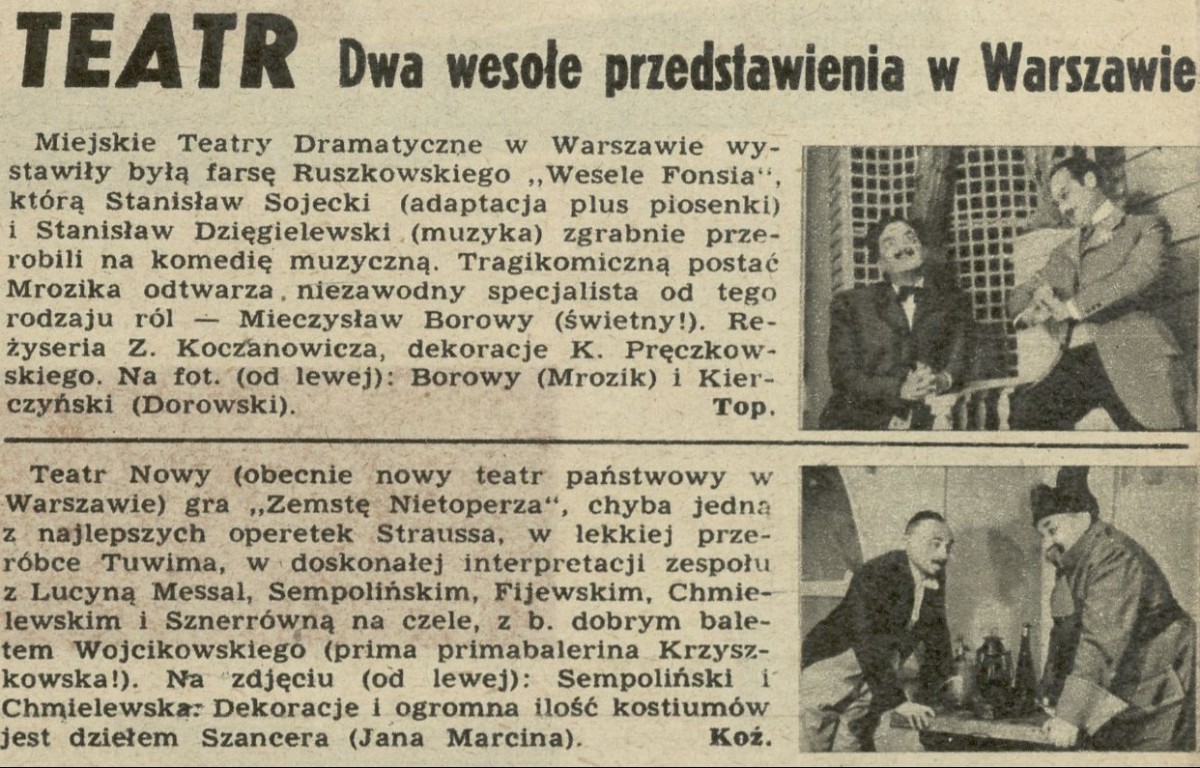 TEATR Dwa wesołe przedstawienia w Warszawie
Miejskie Teatry Dramatyczne w Warszawie wy-
stawiły byłą farsę Ruszkowskiego „Wesele Fonsia",
którą Stanisław Sojecki (adaptacja plus piosenki)
i Stanisław Dzięgielewski (muzyka) zgrabnie prze-
robili na komedię muzyczną. Tragikomiczną postać
Mrozika odtwarza niezawodny specjalista od tego
rodzaju ról — Mieczysław Borowy (świetny!). Re-
żyseria Z. Koczanowicza, dekoracje K. Pręczkow-
skiego. Na fot. (od lewej): Borowy (Mrozik) i Kier-
czyński (Dorowski). Top.
Teatr Nowy (obecnie nowy teatr państwowy w
Warszawie) gra „Zemstę Nietoperza", chyba jedną
z najlepszych operetek Straussa, w lekkiej prze-
róbce Tuwima, w doskonałej interpretacji zespołu
z Lucyną Messal, Sempolińskim, Fijewskim, Chmie-
lewskim i Sznerrówną na czele, z b. dobrym bale-
tem Wojcikowskiego (prima primabalerina Krzysz-
kowska!). Na zdjęciu (od lewej): Sempoliński i
Chmielewska: Dekoracje i ogromna ilość kostiumów
jest dziełem Szancera (Jana Marcina). Koź.